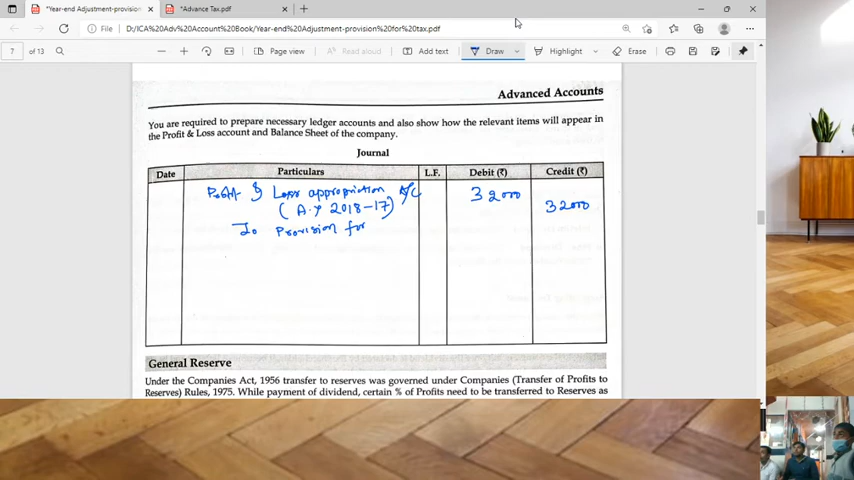 *Year-end Adjustment-provision
*Advance Tax.pdf
File
D:/ICA%20Adv%20Account%20Book/Year-end%20Adjustment-provision%20for%20tax.pdf
7 of 13
Page view
Read aloud
Add text
Draw
Highlight
Erase
Advanced Accounts
You are required to prepare necessary ledger accounts and also show how the relevant items will appear in
the Profit & Loss account and Balance Sheet of the company.
Journal
Date Particulars L.F. Debit (₹) Credit (₹)
Profit & Loss appropriction A/C 32000
(A.y 2018-17) 32000
To Provision for
General Reserve
Under the Companies Act, 1956 transfer to reserves was governed under Companies (Transfer of Profits to
Reserves) Rules, 1975. While payment of dividend, certain % of Profits need to be transferred to Reserves as